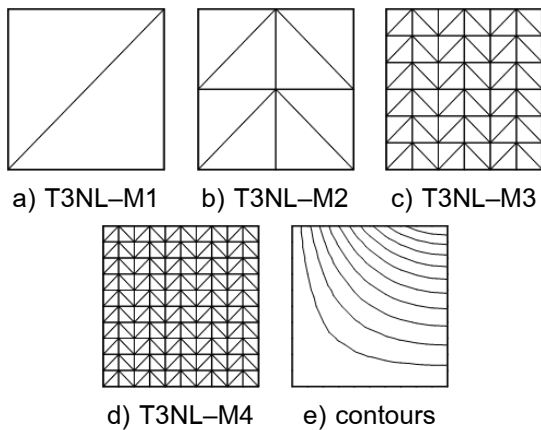 a) T3NL–M1
b) T3NL–M2
c) T3NL–M3
d) T3NL–M4
e) contours